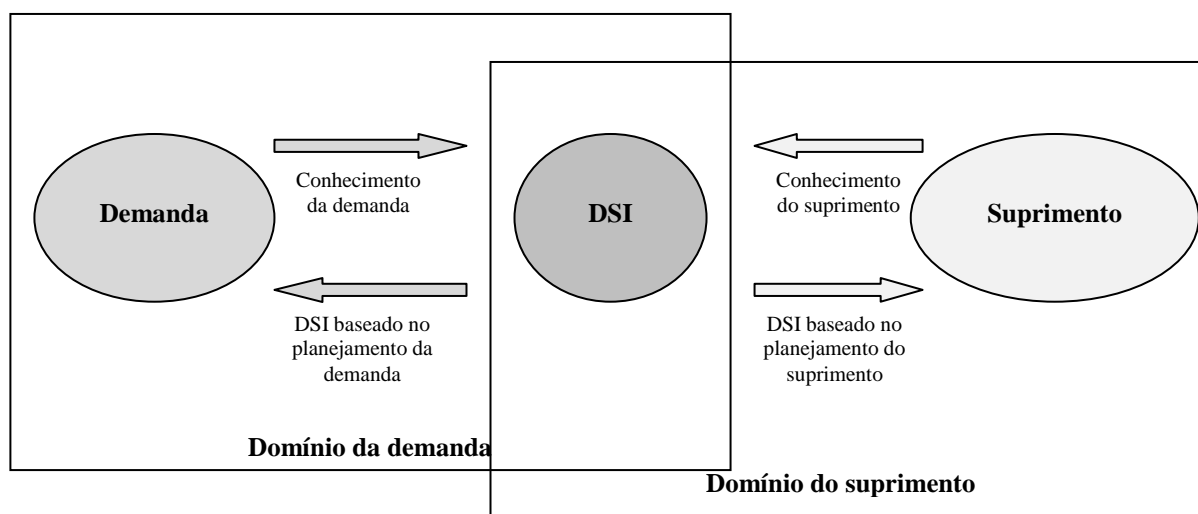 Conhecimento
da demanda
Conhecimento
do suprimento
Demanda
DSI
Suprimento
DSI baseado no
planejamento da
demanda
DSI baseado no
planejamento do
suprimento
Domínio da demanda
Domínio do suprimento